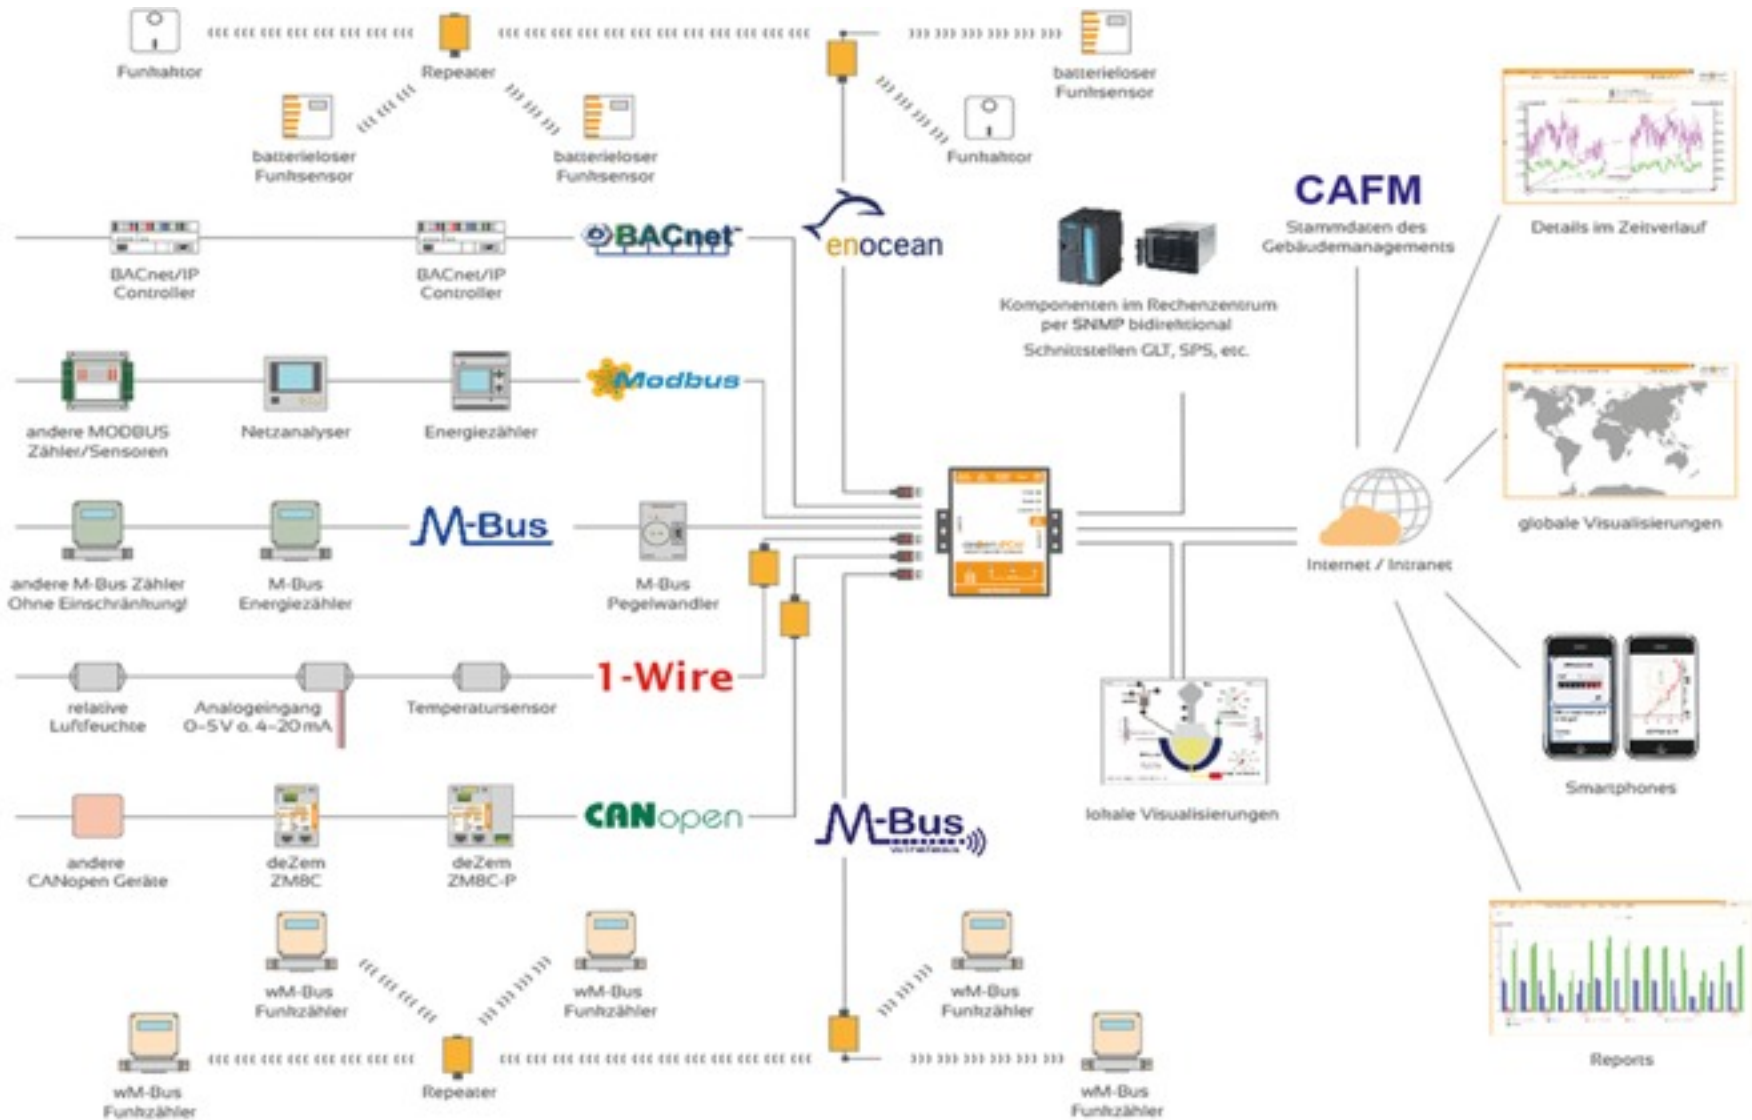 Funkaktor
Repeater
batterieloser
Funksensor
batterieloser
Funksensor
batterieloser
Funksensor
Funkaktor
enocean
BACnet/IP
Controller
BACnet/IP
Controller
BACnet
Komponenten im Rechenzentrum
per SNMP bidirektional
Schnittstellen GLT, SPS, etc.
CAFM
Stammdaten des
Gebäudemanagements
Details im Zeitverlauf
andere MODBUS
Zähler/Sensoren
Netzanalyser
Energiezähler
Modbus
globale Visualisierungen
andere M-Bus Zähler
Ohne Einschränkung!
M-Bus
Energiezähler
M-Bus
M-Bus
Pegelwandler
Internet / Intranet
relative
Luftfeuchte
Analogeingang
0-5V o. 4-20mA
Temperatursensor
1-Wire
lokale Visualisierungen
Smartphones
andere
CANopen Geräte
deZem
ZM8C
deZem
ZM8C-P
CANopen
M-Bus
Wireless
wM-Bus
Funkzähler
wM-Bus
Funkzähler
wM-Bus
Funkzähler
wM-Bus
Funkzähler
Repeater
wM-Bus
Funkzähler
Reports